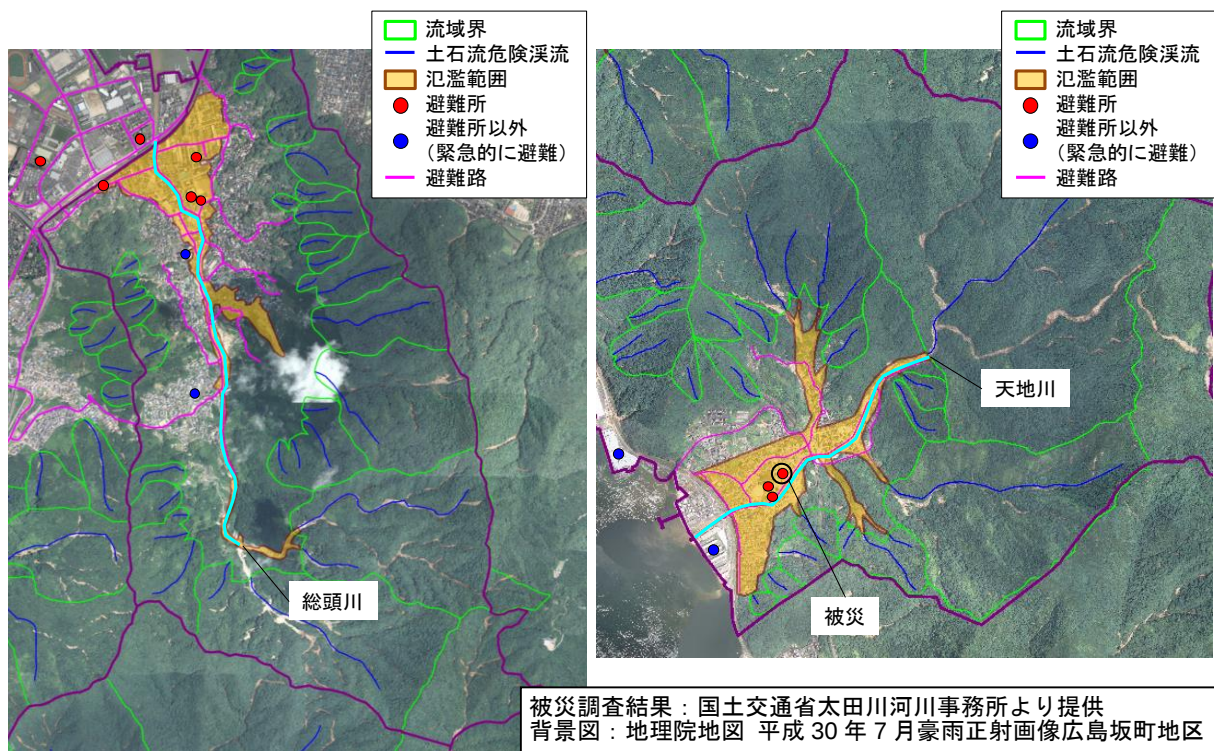 流域界
土石流危険渓流
氾濫範囲
避難所
避難所以外
（緊急的に避難）
避難路
総頭川
流域界
土石流危険渓流
氾濫範囲
避難所
避難所以外
（緊急的に避難）
避難路
天地川
被災
被災調査結果：国土交通省太田川河川事務所より提供
背景図：地理院地図 平成 30 年 7 月豪雨正射画像広島坂町地区